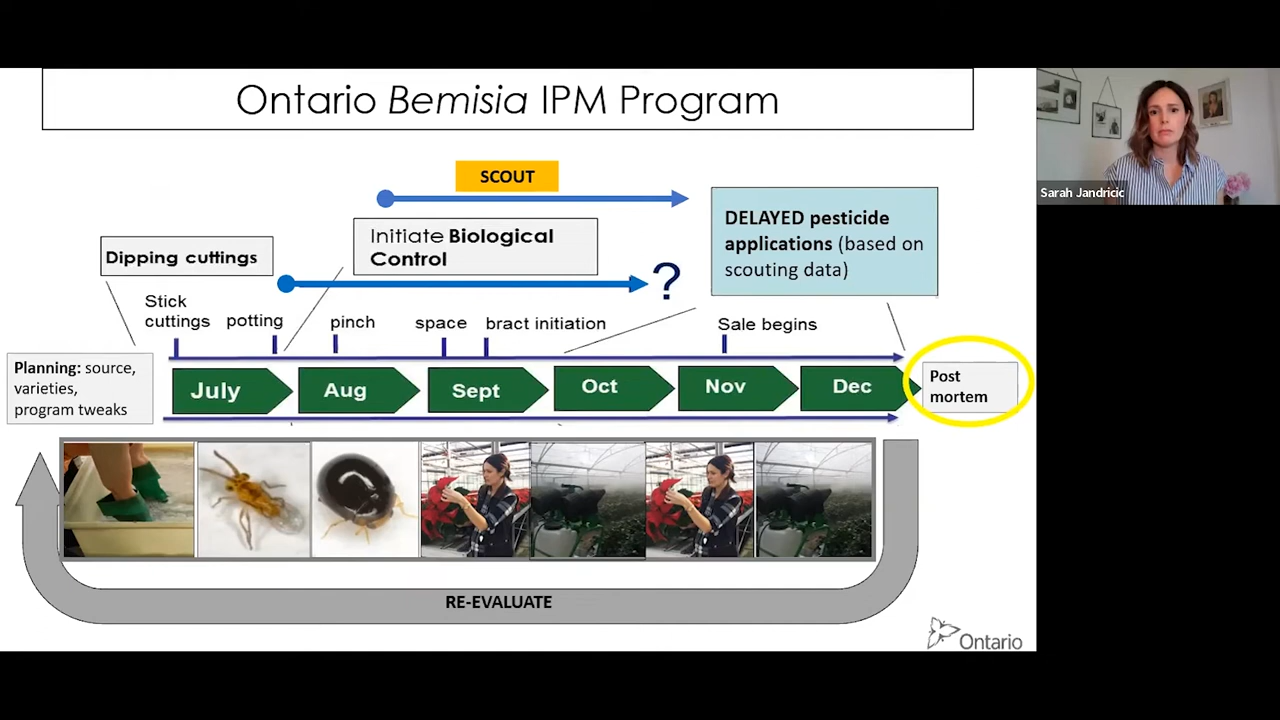 Ontario Bemisia IPM Program
Sarah Jandricic
SCOUT
DELAYED pesticide
applications (based on
scouting data)
Initiate Biological
Control
Dipping cuttings
?
Stick
cuttings
potting
pinch
space
bract initiation
Sale begins
Planning: source,
varieties,
program tweaks
July
Aug
Sept
Oct
Nov
Dec
Post
mortem
RE-EVALUATE
Ontario